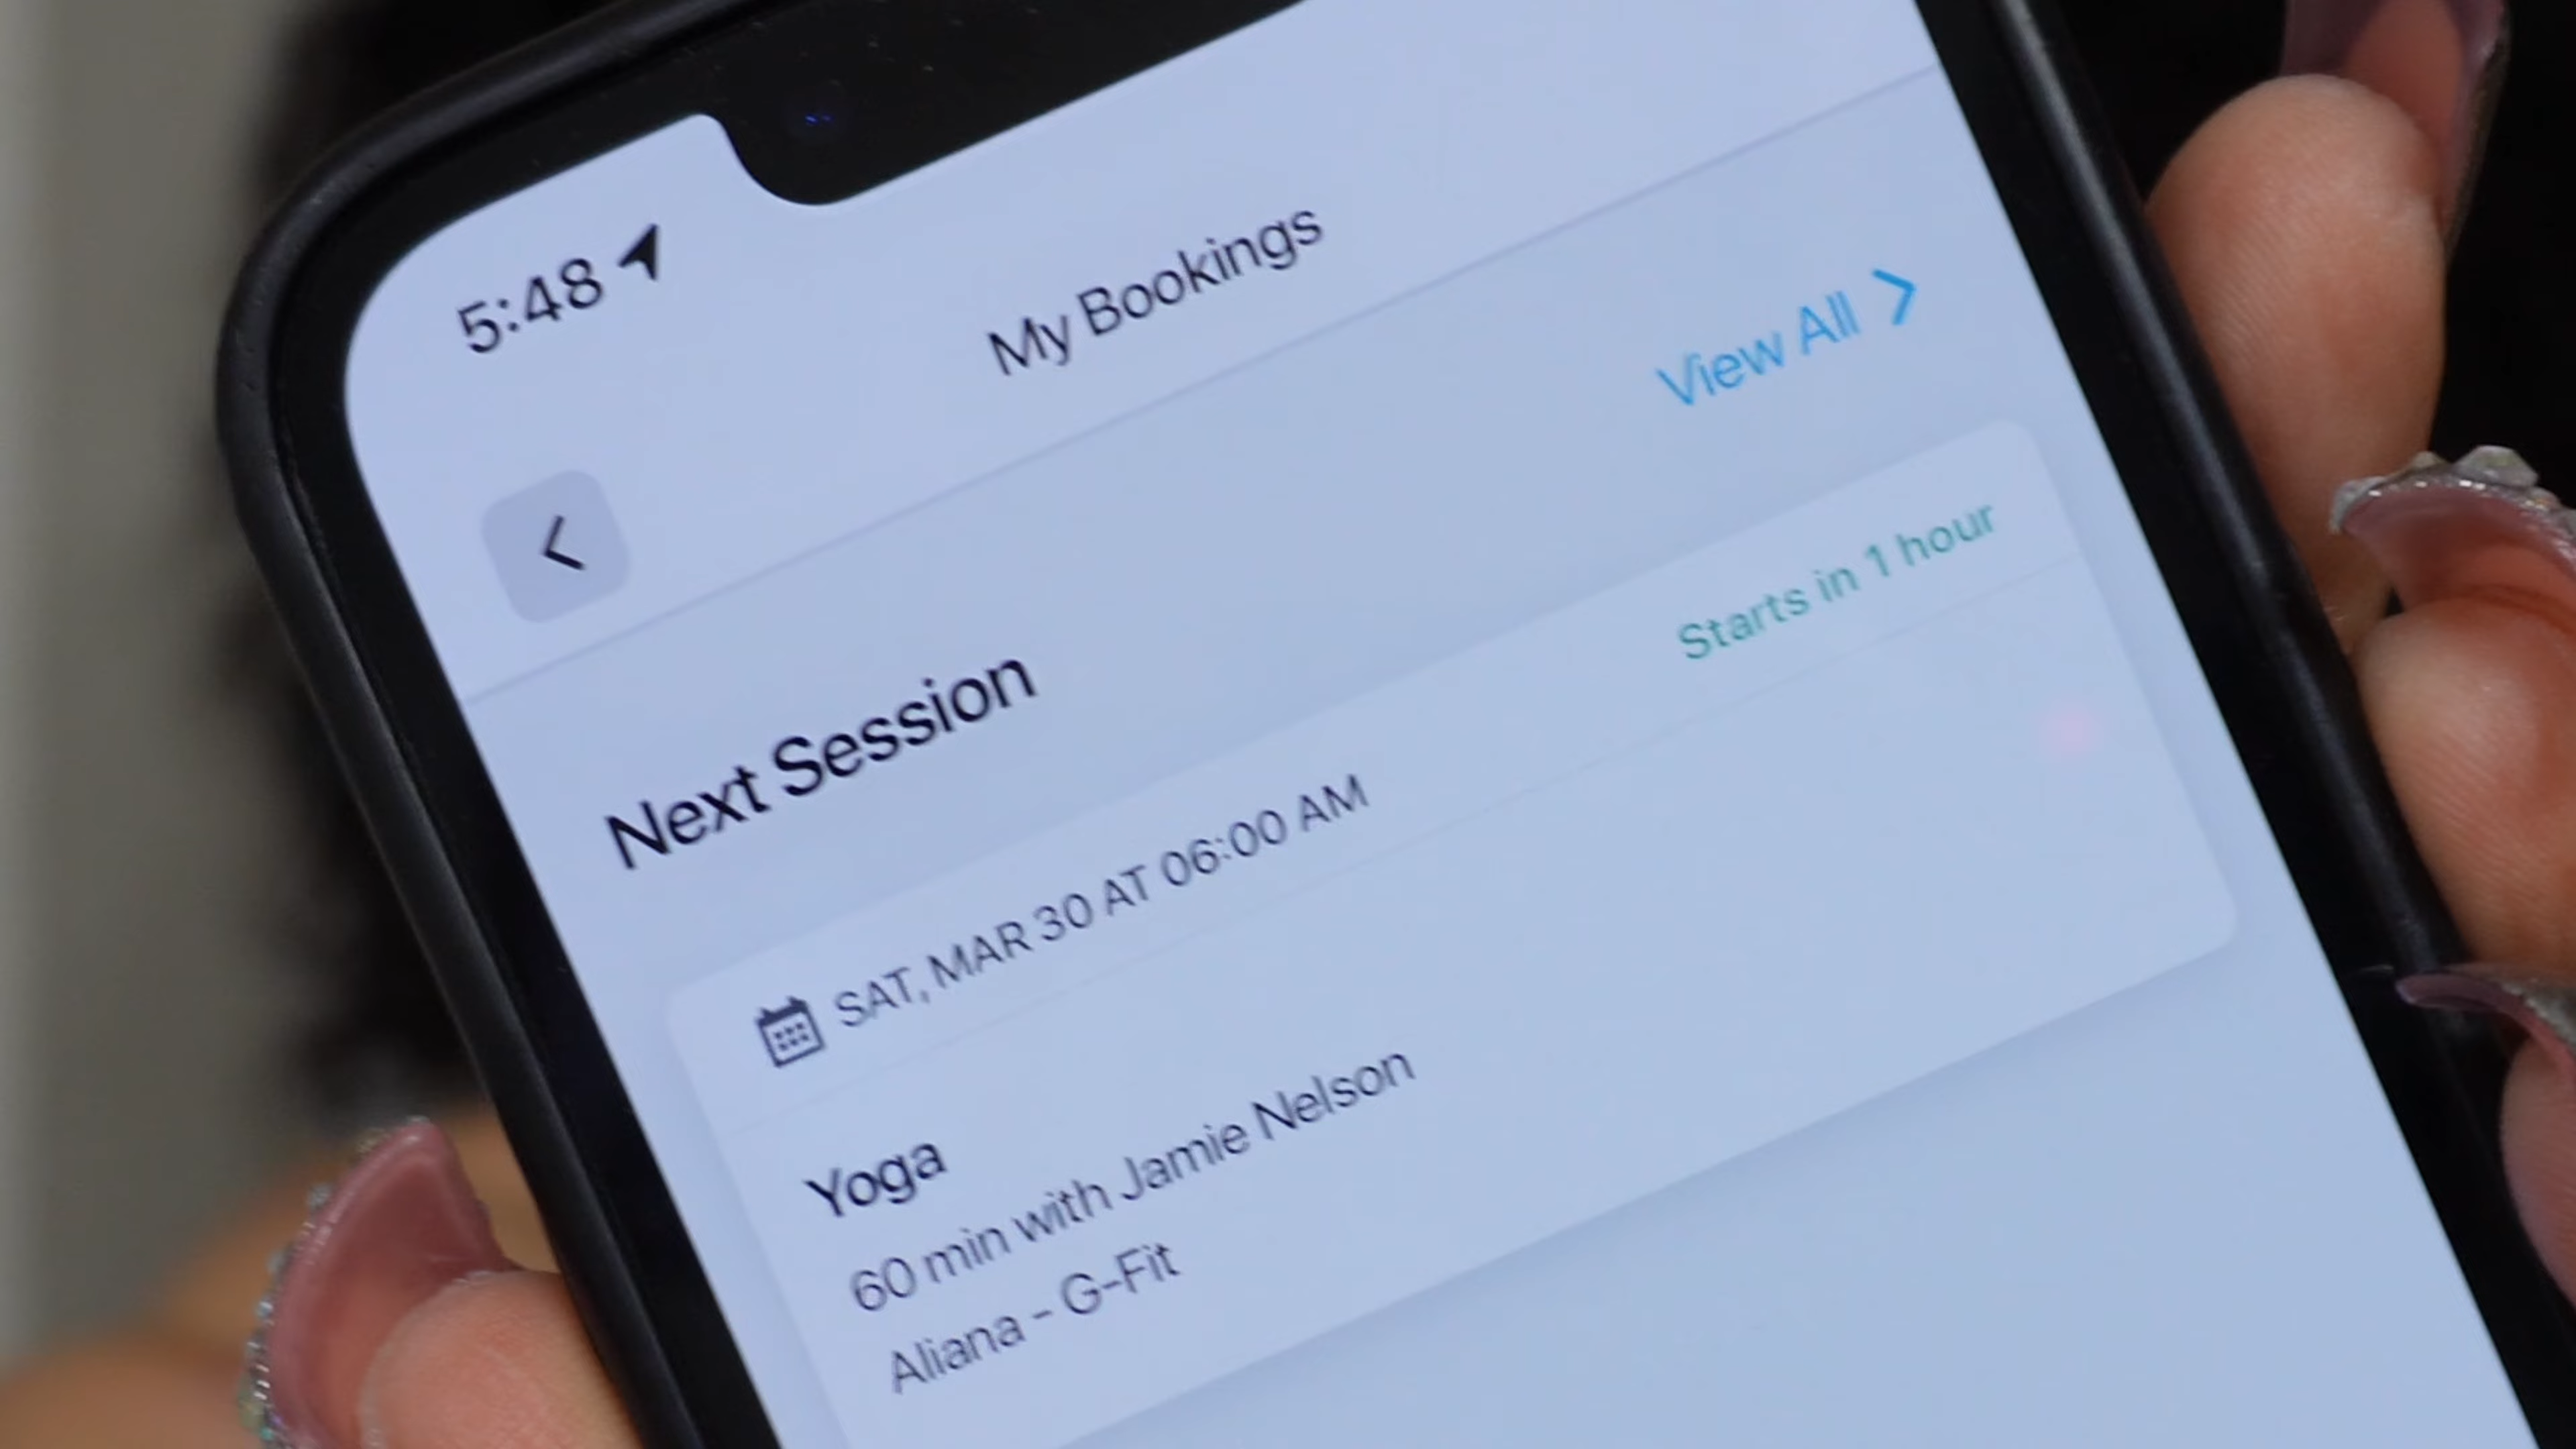 5:48
My Bookings
View All
Next Session
Starts in 1 hour
SAT, MAR 30 AT 06:00 AM
Yoga
60 min with Jamie Nelson
Aliana - G-Fit